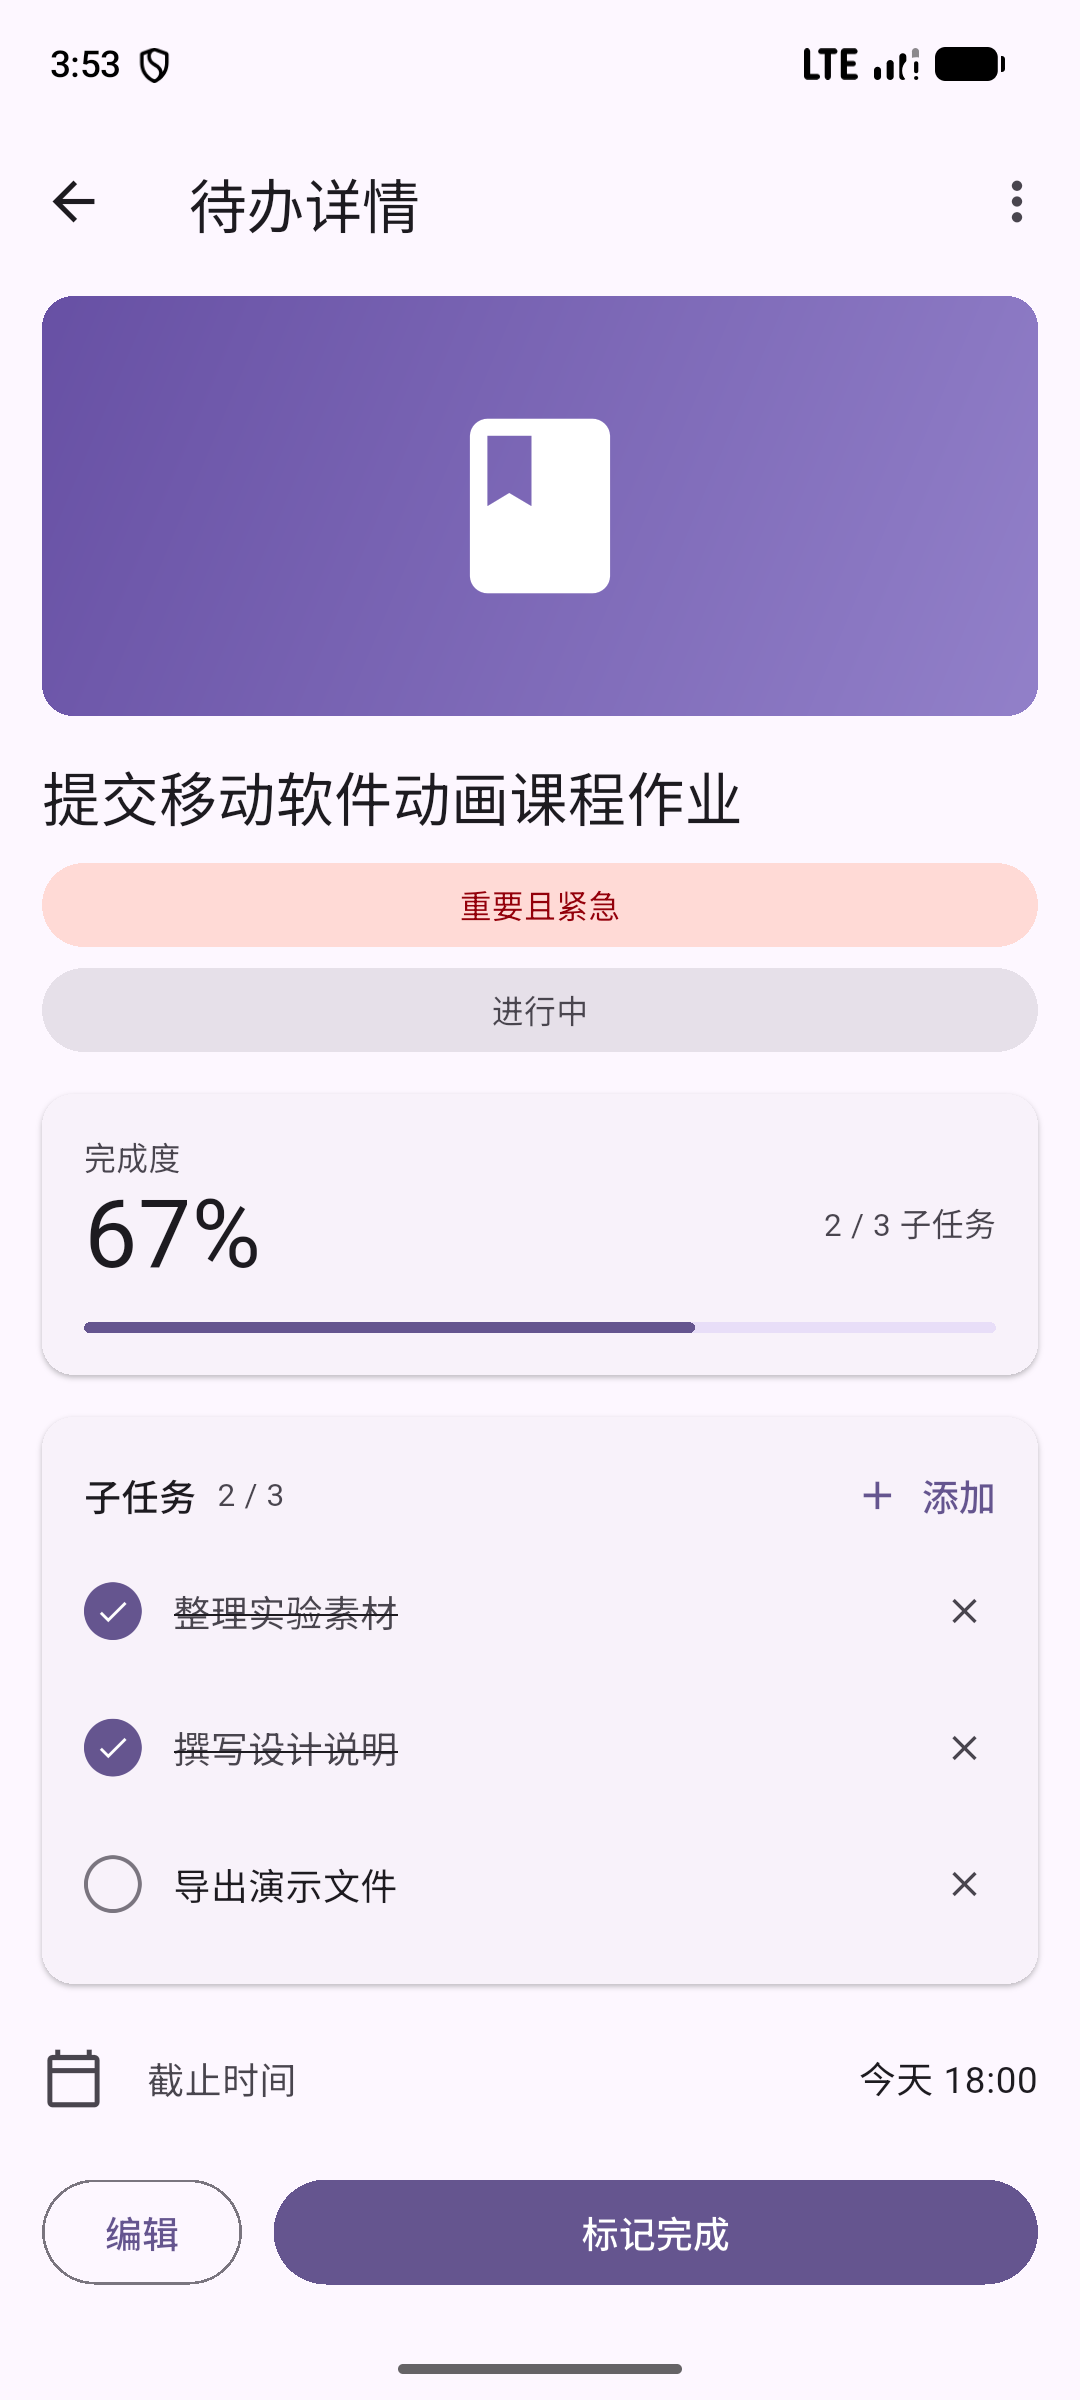 3:53 LTE
待办详情
提交移动软件动画课程作业
重要且紧急
进行中
完成度
67%
2 / 3 子任务
子任务 2 / 3 + 添加
整理实验素材
撰写设计说明
导出演示文件
截止时间 今天 18:00
编辑 标记完成